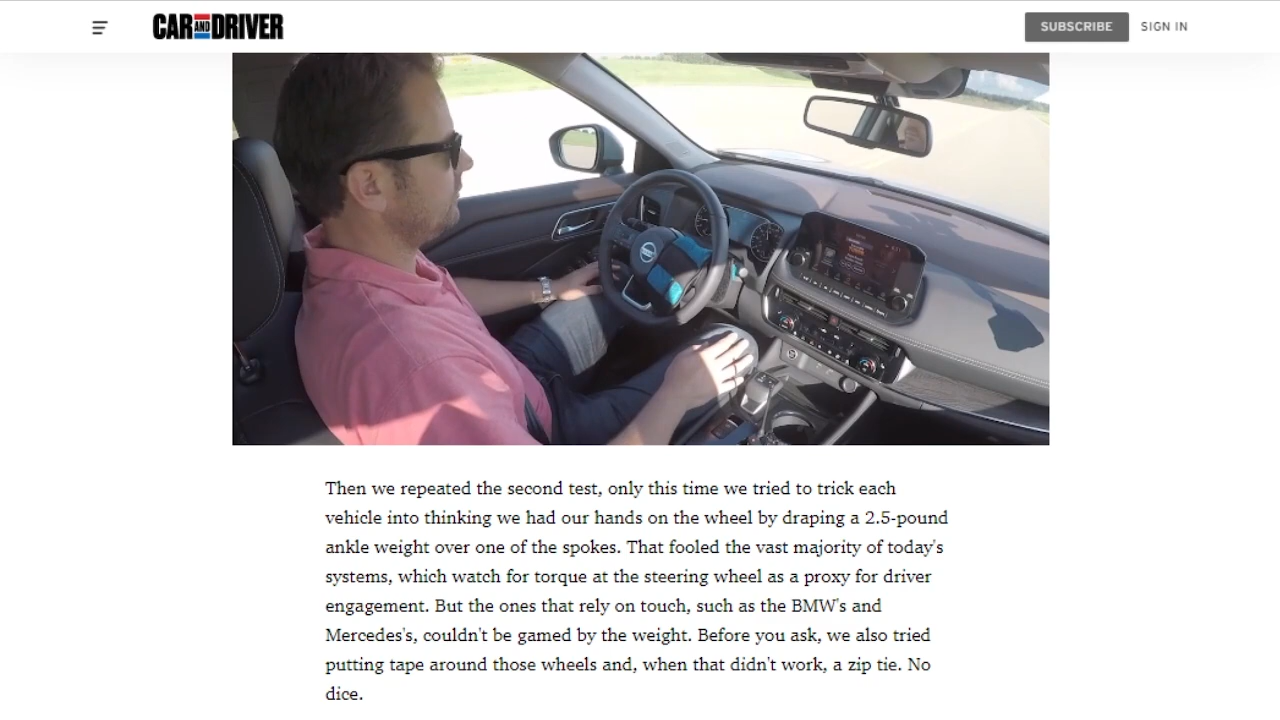 CAR AND DRIVER
SUBSCRIBE
SIGN IN
Then we repeated the second test, only this time we tried to trick each
vehicle into thinking we had our hands on the wheel by draping a 2.5-pound
ankle weight over one of the spokes. That fooled the vast majority of today's
systems, which watch for torque at the steering wheel as a proxy for driver
engagement. But the ones that rely on touch, such as the BMW's and
Mercedes's, couldn't be gamed by the weight. Before you ask, we also tried
putting tape around those wheels and, when that didn't work, a zip tie. No
dice.